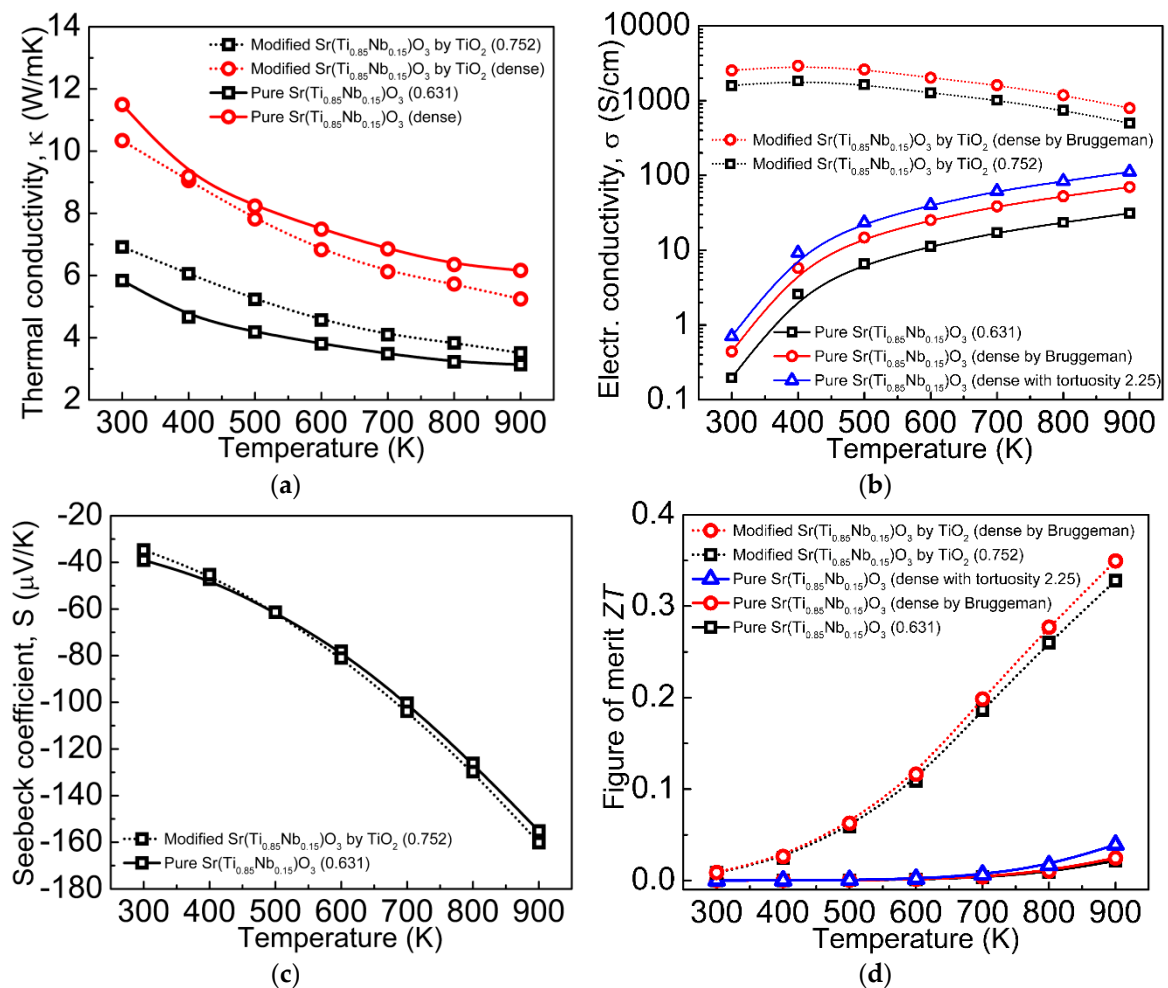 14
12
10
8
6
4
2
Thermal conductivity, κ (W/mK)
Modified Sr(Ti0.85Nb0.15)O3 by TiO2 (0.752)
Modified Sr(Ti0.85Nb0.15)O3 by TiO2 (dense)
Pure Sr(Ti0.85Nb0.15)O3 (0.631)
Pure Sr(Ti0.85Nb0.15)O3 (dense)
300 400 500 600 700 800 900
Temperature (K)
(a)
10000
1000
100
10
1
0.1
Electr. conductivity, σ (S/cm)
Modified Sr(Ti0.85Nb0.15)O3 by TiO2 (dense by Bruggeman)
Modified Sr(Ti0.85Nb0.15)O3 by TiO2 (0.752)
Pure Sr(Ti0.85Nb0.15)O3 (0.631)
Pure Sr(Ti0.85Nb0.15)O3 (dense by Bruggeman)
Pure Sr(Ti0.85Nb0.15)O3 (dense with tortuosity 2.25)
300 400 500 600 700 800 900
Temperature (K)
(b)
-20
-40
-60
-80
-100
-120
-140
-160
-180
Seebeck coefficient, S (μV/K)
Modified Sr(Ti0.85Nb0.15)O3 by TiO2 (0.752)
Pure Sr(Ti0.85Nb0.15)O3 (0.631)
300 400 500 600 700 800 900
Temperature (K)
(c)
0.4
0.3
0.2
0.1
0.0
Figure of merit ZT
Modified Sr(Ti0.85Nb0.15)O3 by TiO2 (dense by Bruggeman)
Modified Sr(Ti0.85Nb0.15)O3 by TiO2 (0.752)
Pure Sr(Ti0.85Nb0.15)O3 (dense with tortuosity 2.25)
Pure Sr(Ti0.85Nb0.15)O3 (dense by Bruggeman)
Pure Sr(Ti0.85Nb0.15)O3 (0.631)
300 400 500 600 700 800 900
Temperature (K)
(d)